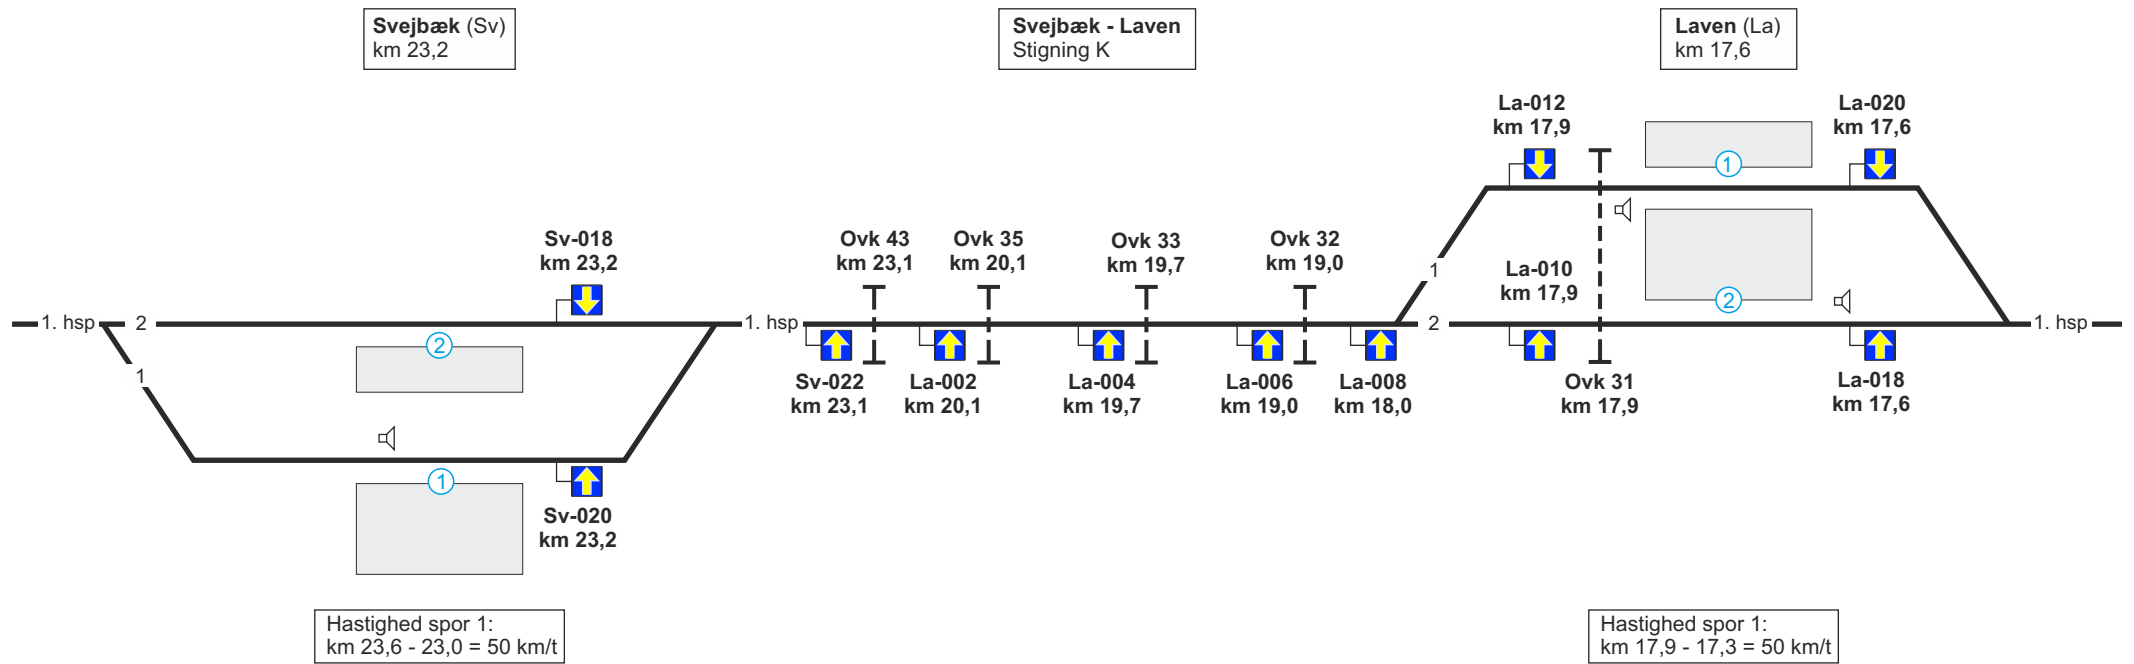 Svejbæk (Sv)
km 23,2
Svejbæk - Laven
Stigning K
Laven (La)
km 17,6
La-012
km 17,9
La-020
km 17,6
1
Sv-018
km 23,2
Ovk 43
km 23,1
Ovk 35
km 20,1
Ovk 33
km 19,7
Ovk 32
km 19,0
1
La-010
km 17,9
2
1. hsp
2
2
1. hsp
2
1. hsp
1
Sv-022
km 23,1
La-002
km 20,1
La-004
km 19,7
La-006
km 19,0
La-008
km 18,0
Ovk 31
km 17,9
La-018
km 17,6
1
Sv-020
km 23,2
Hastighed spor 1:
km 23,6 - 23,0 = 50 km/t
Hastighed spor 1:
km 17,9 - 17,3 = 50 km/t